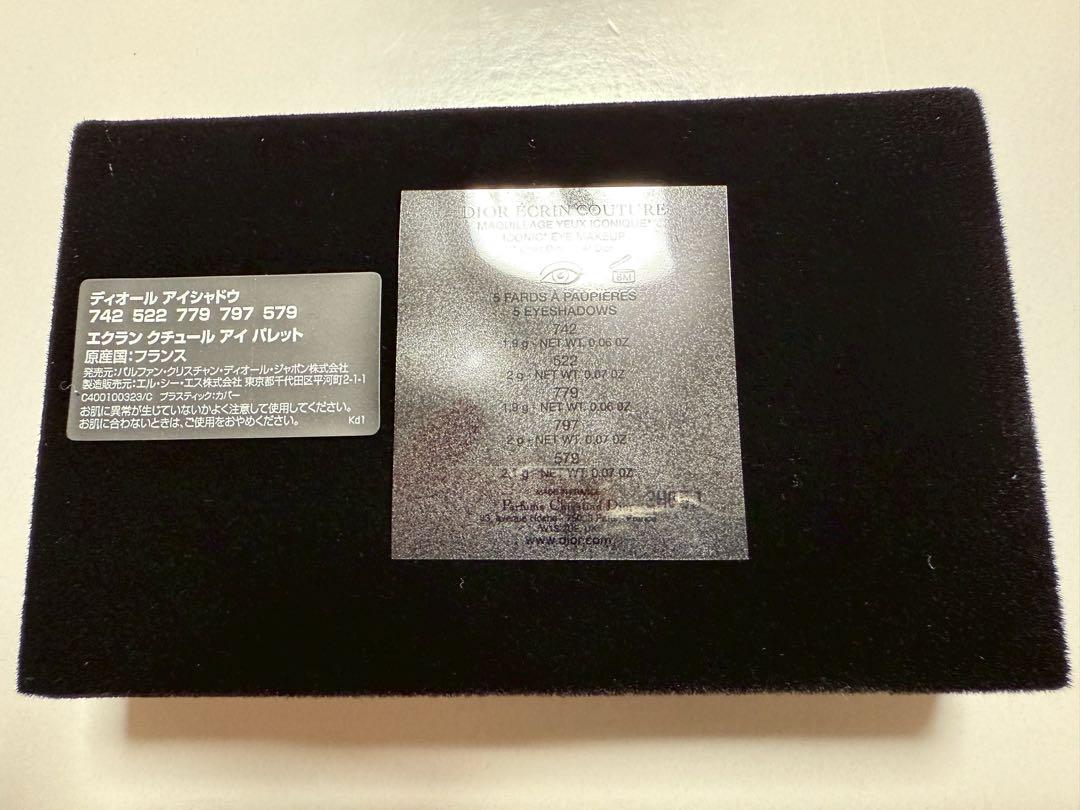 ディオール アイシャドウ
742 522 779 797 579
エクラン クチュール アイ パレット
原産国:フランス
発売元:パルファン・クリスチャン・ディオール・ジャポン株式会社
製造販売元:エル・シー・エス株式会社 東京都千代田区平河町2-1-1
C400100323/C プラスティック:カバー
お肌に異常が生じていないかよく注意して使用してください。
お肌に合わないときは、ご使用をおやめください。 Kd1
DIOR ÉCRIN COUTURE
MAQUILLAGE YEUX ICONIQUE*
ICONIC* EYE MAKEUP
6M
5 FARDS À PAUPIÈRES
5 EYESHADOWS
742
1.9 g - NET WT. 0.06 OZ
522
2 g - NET WT. 0.07 OZ
779
1.9 g - NET WT. 0.06 OZ
797
2 g - NET WT. 0.07 OZ
579
2.1 g - NET WT. 0.07 OZ
Parfums Christian Dior
www.dior.com